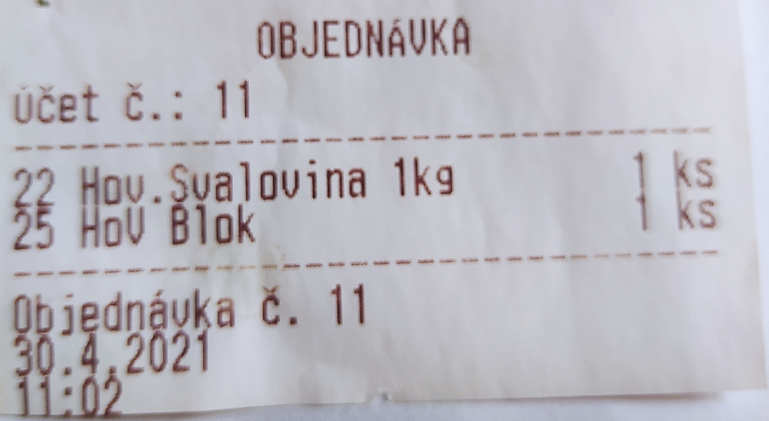 OBJEDNÁVKA
Účet č.: 11
22 Hov.Svalovina 1kg 1 ks
25 HoV Blok 1 ks
Objednávka č. 11
30.4.2021
11:02